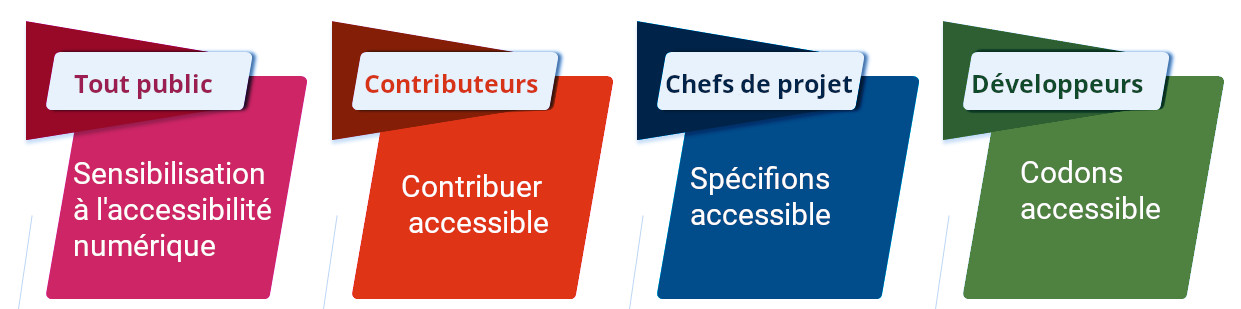 Tout public
Sensibilisation
à l'accessibilité
numérique
Contributeurs
Contribuer
accessible
Chefs de projet
Spécifions
accessible
Développeurs
Codons
accessible